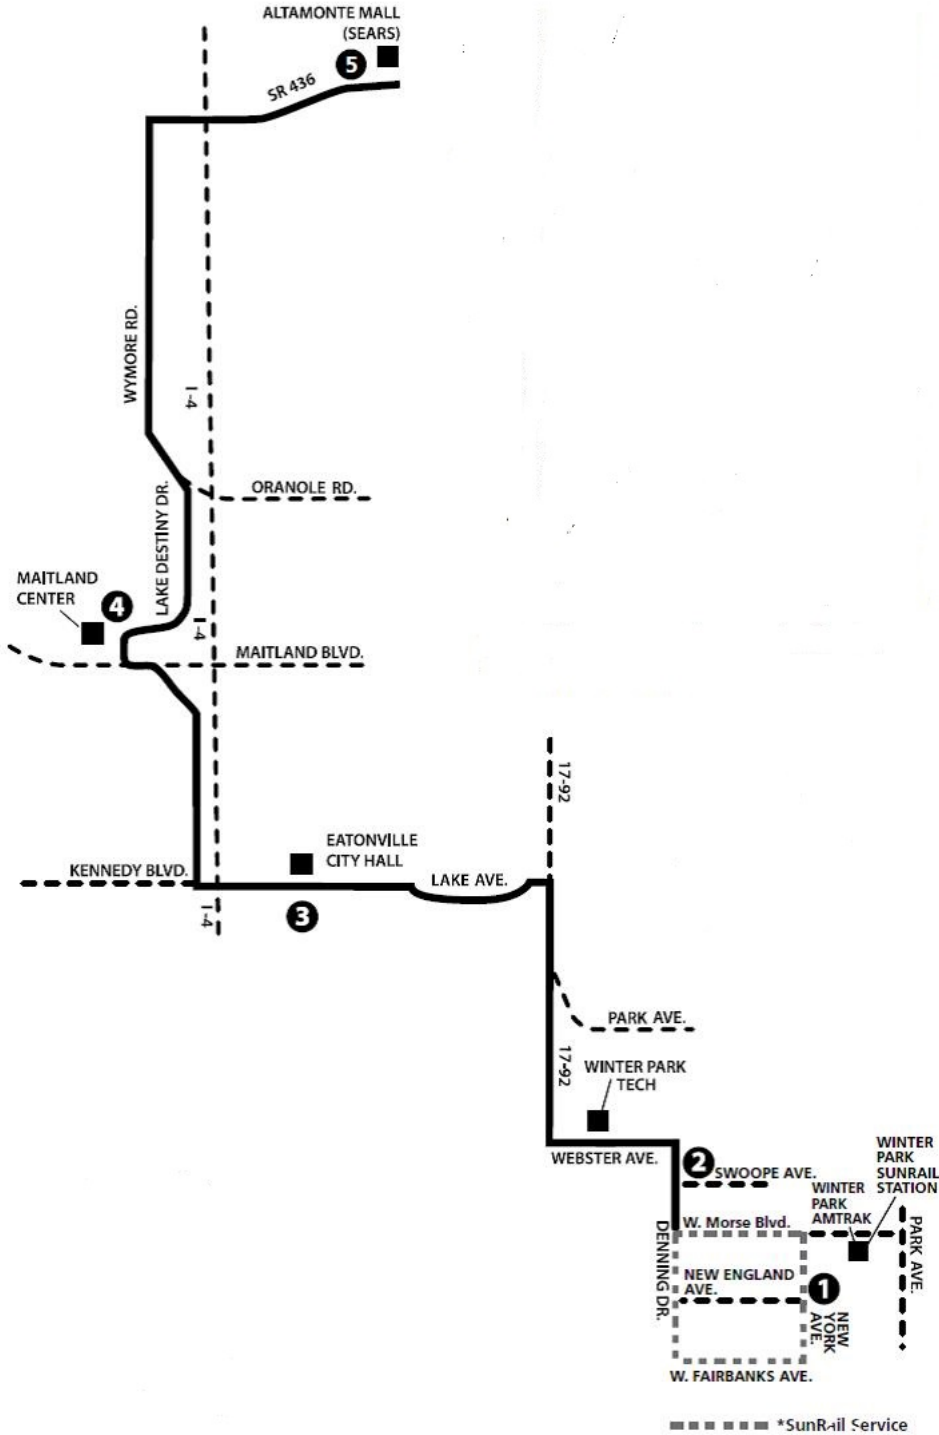 ALTAMONTE MALL
(SEARS)
5
SR 436
WYMORE RD.
I-4
ORANOLE RD.
LAKE DESTINY DR.
MAITLAND
CENTER
4
I-4
MAITLAND BLVD.
17-92
EATONVILLE
CITY HALL
KENNEDY BLVD.
LAKE AVE.
I-4
3
PARK AVE.
17-92
WINTER PARK
TECH
WEBSTER AVE.
2
SWOOPE AVE.
WINTER
PARK
SUNRAIL
STATION
WINTER
PARK
AMTRAK
W. Morse Blvd.
DENNING DR.
PARK AVE.
NEW ENGLAND
AVE.
1
NEW
YORK
AVE.
W. FAIRBANKS AVE.
*SunRail Service